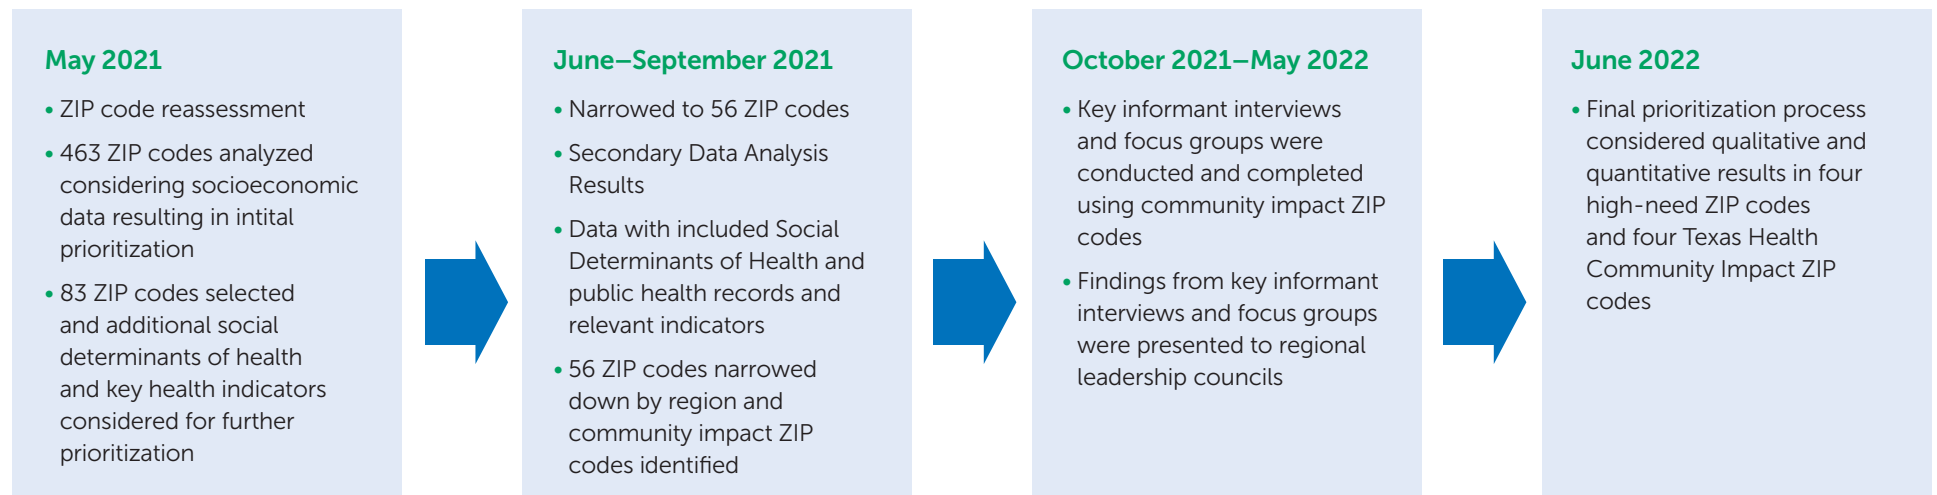 May 2021
• ZIP code reassessment
• 463 ZIP codes analyzed
considering socioeconomic
data resulting in intital
prioritization
• 83 ZIP codes selected
and additional social
determinants of health
and key health indicators
considered for further
prioritization
June–September 2021
• Narrowed to 56 ZIP codes
• Secondary Data Analysis
Results
• Data with included Social
Determinants of Health and
public health records and
relevant indicators
• 56 ZIP codes narrowed
down by region and
community impact ZIP
codes identified
October 2021–May 2022
• Key informant interviews
and focus groups were
conducted and completed
using community impact ZIP
codes
• Findings from key informant
interviews and focus groups
were presented to regional
leadership councils
June 2022
• Final prioritization process
considered qualitative and
quantitative results in four
high-need ZIP codes
and four Texas Health
Community Impact ZIP
codes